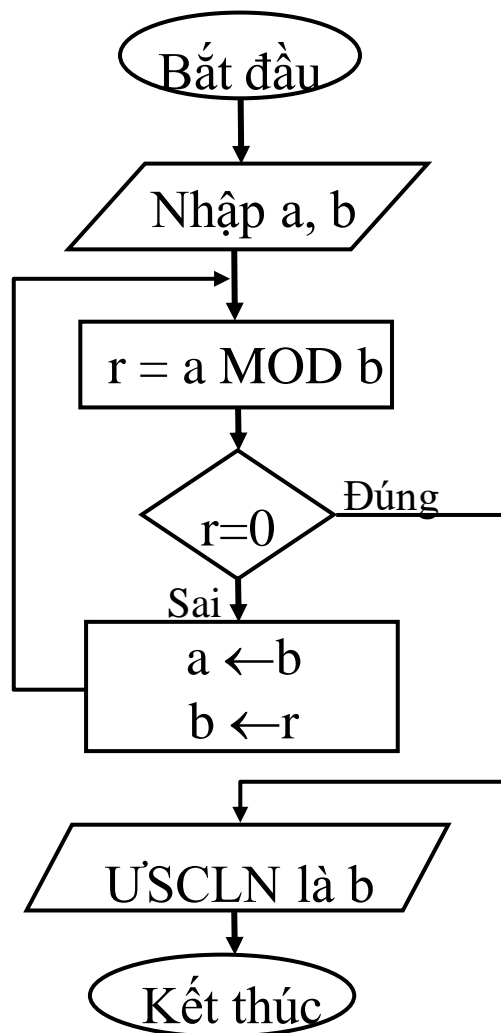 Bắt đầu
Nhập a, b
r = a MOD b
Đúng
r=0
Sai
a ←b
b ←r
ƯSCLN là b
Kết thúc